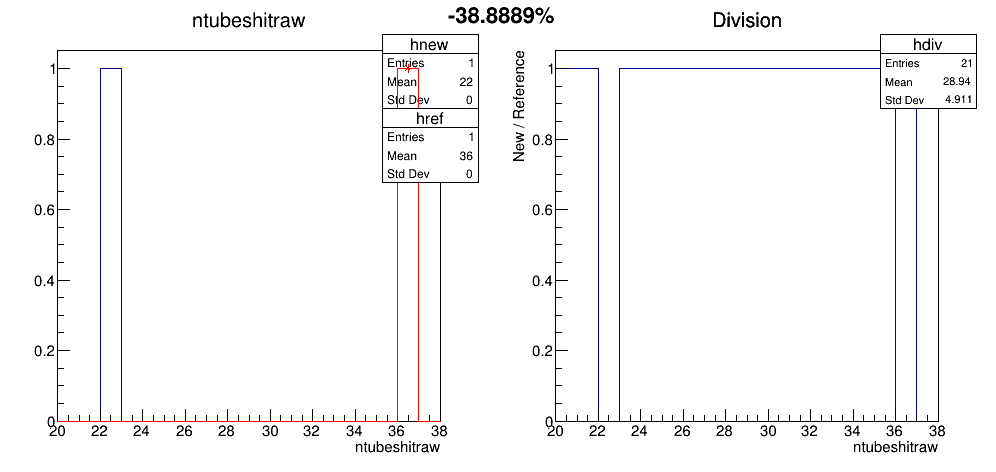 -38.8889%
ntubeshitraw
hnew
Entries 1
Mean 22
Std Dev 0
href
Entries 1
Mean 36
Std Dev 0
1
0.8
0.6
0.4
0.2
0
20 22 24 26 28 30 32 34 36 38
ntubeshitraw
Division
hdiv
Entries 21
Mean 28.94
Std Dev 4.911
New / Reference
1
0.8
0.6
0.4
0.2
0
20 22 24 26 28 30 32 34 36 38
ntubeshitraw